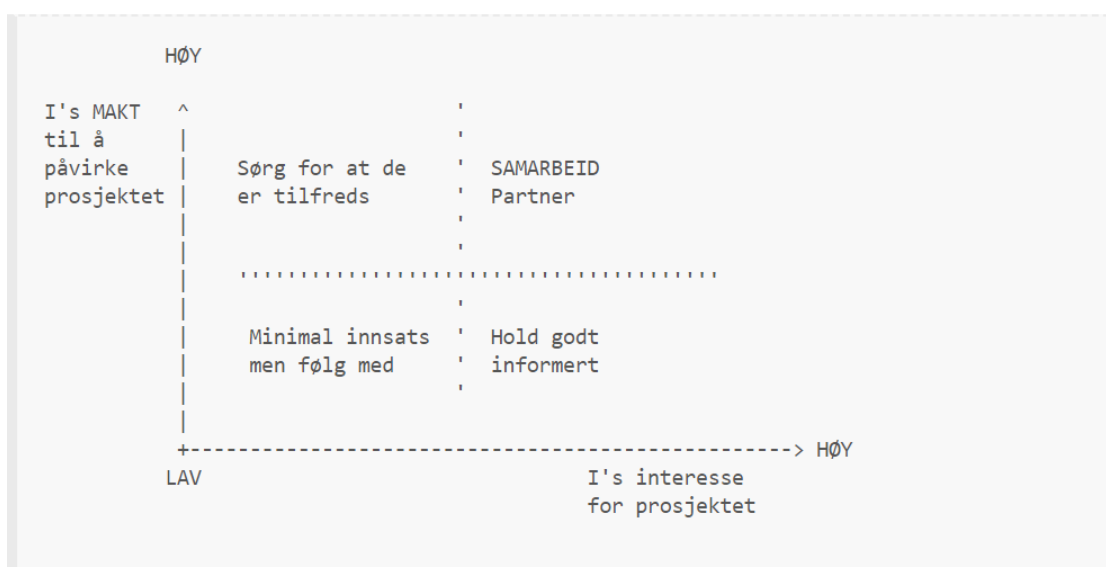 HØY
I's MAKT ^ '
til å | '
påvirke | Sørg for at de ' SAMARBEID
prosjektet | er tilfreds ' Partner
| '
| '
| ''''''''''''''''''''''''''''''''''''''''
| '
| Minimal innsats ' Hold godt
| men følg med ' informert
| '
|
+--------------------------------------------------> HØY
LAV I's interesse
for prosjektet